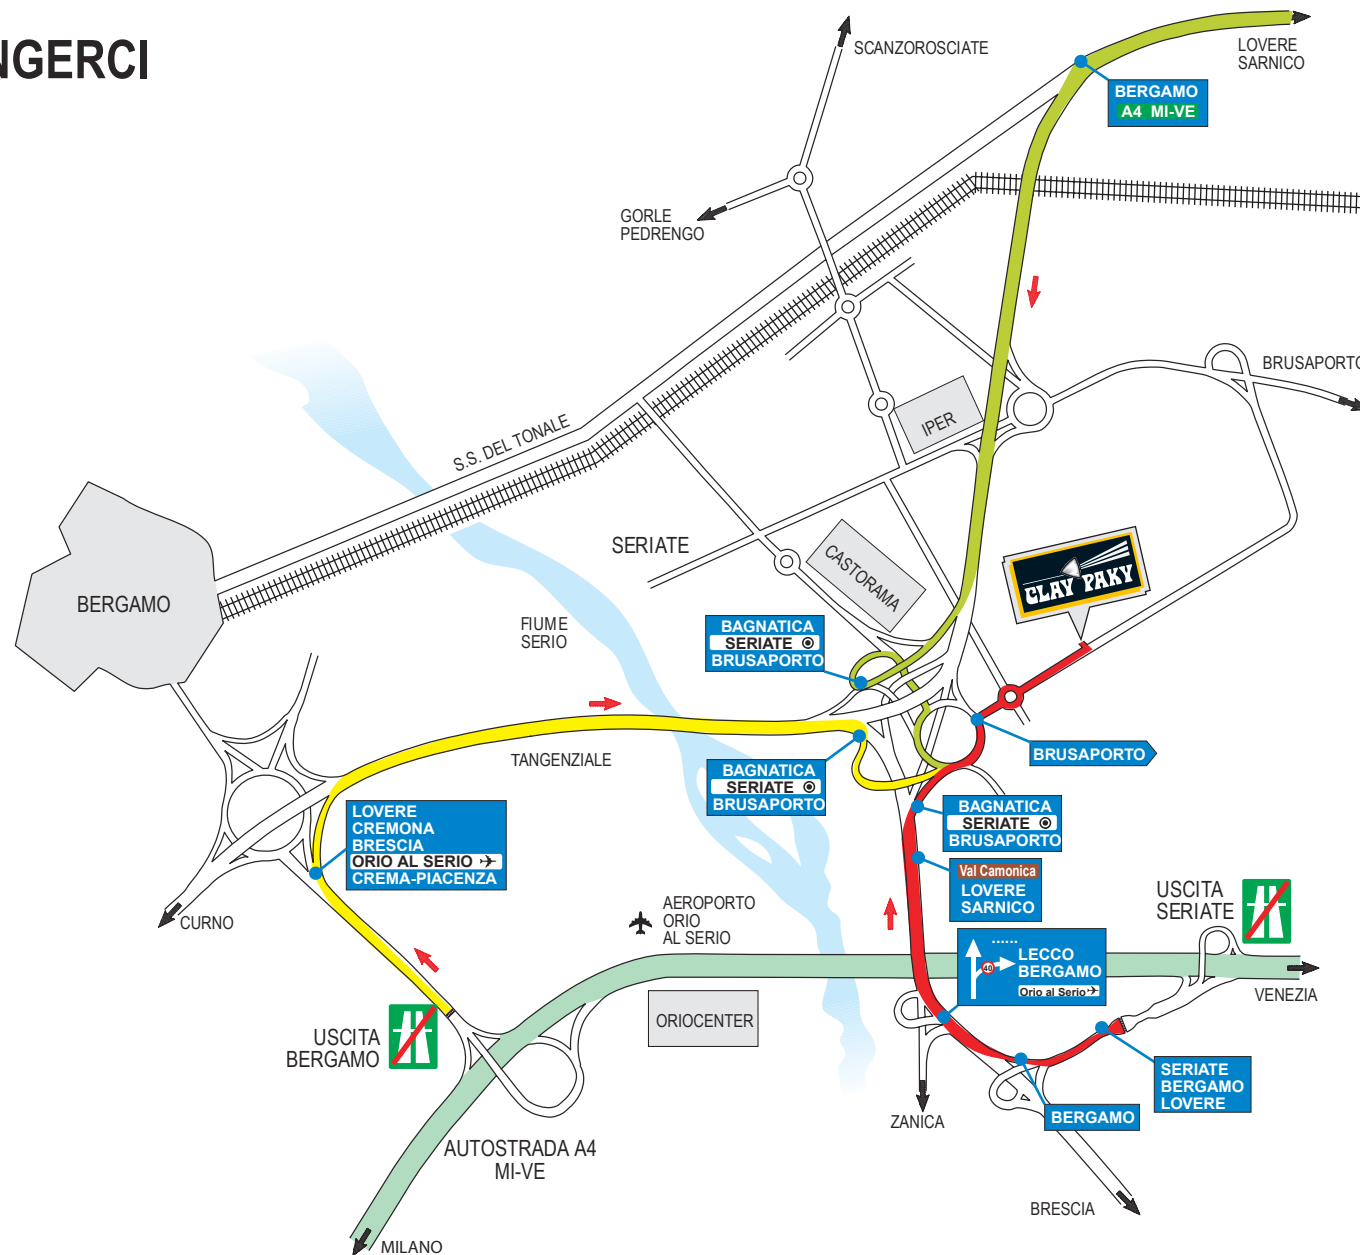 NGERCI
SCANZOROSCIATE
LOVERE
SARNICO
BERGAMO
A4 MI-VE
GORLE
PEDRENGO
BRUSAPORTO
IPER
S.S. DEL TONALE
SERIATE
CASTORAMA
CLAY PAKY
BERGAMO
FIUME
SERIO
BAGNATICA
SERIATE
BRUSAPORTO
TANGENZIALE
BRUSAPORTO
BAGNATICA
SERIATE
BRUSAPORTO
LOVERE
CREMONA
BRESCIA
ORIO AL SERIO
CREMA-PIACENZA
BAGNATICA
SERIATE
BRUSAPORTO
Val Camonica
LOVERE
SARNICO
USCITA
SERIATE
CURNO
AEROPORTO
ORIO
AL SERIO
......
LECCO
40
BERGAMO
Orio al Serio
VENEZIA
ORIOCENTER
USCITA
BERGAMO
SERIATE
BERGAMO
LOVERE
BERGAMO
ZANICA
AUTOSTRADA A4
MI-VE
BRESCIA
MILANO